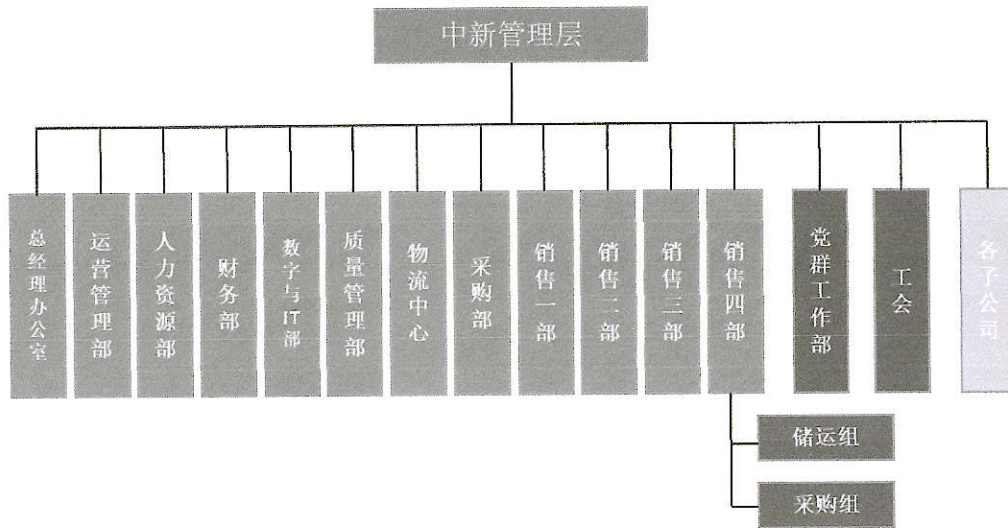 中新管理层
总经理办公室
运营管理部
人力资源部
财务部
数字与IT部
质量管理部
物流中心
采购部
销售一部
销售二部
销售三部
销售四部
党群工作部
工会
各子公司
储运组
采购组